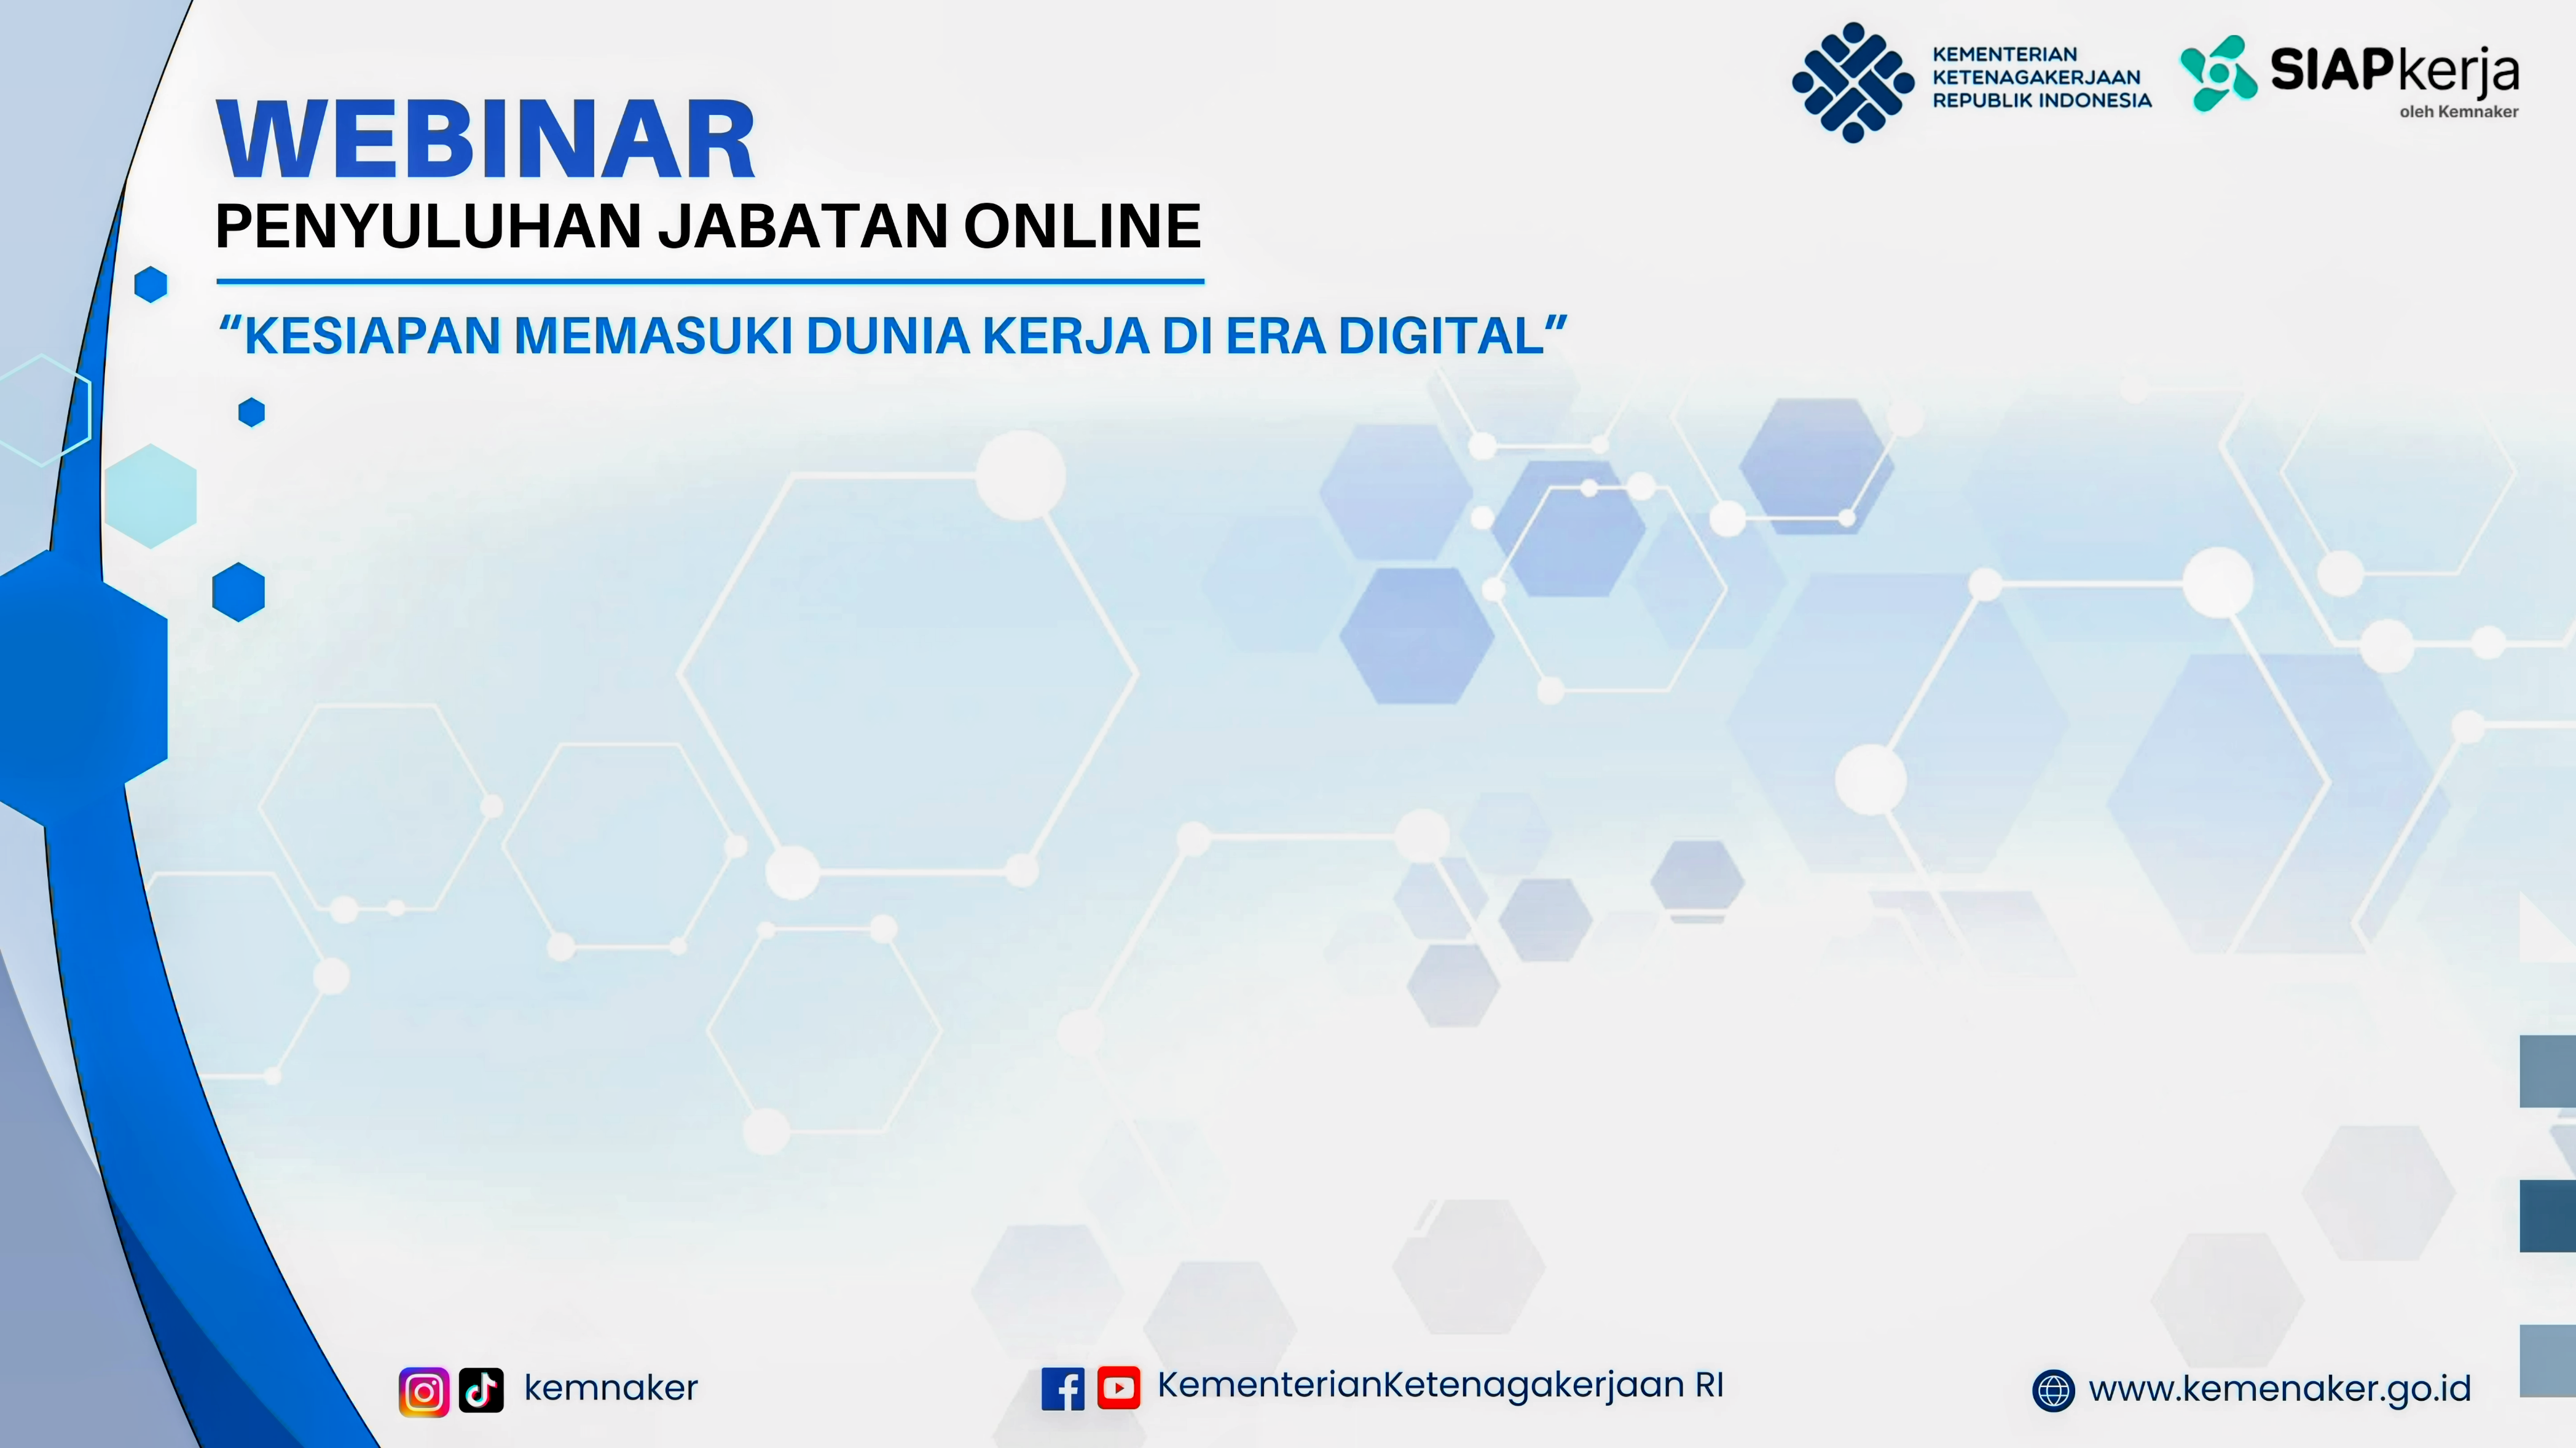 KEMENTERIAN
KETENAGAKERJAAN
REPUBLIK INDONESIA
SIAPkerja
oleh Kemnaker
WEBINAR
PENYULUHAN JABATAN ONLINE
“KESIAPAN MEMASUKI DUNIA KERJA DI ERA DIGITAL”
kemnaker
KementerianKetenagakerjaan RI
www.kemenaker.go.id